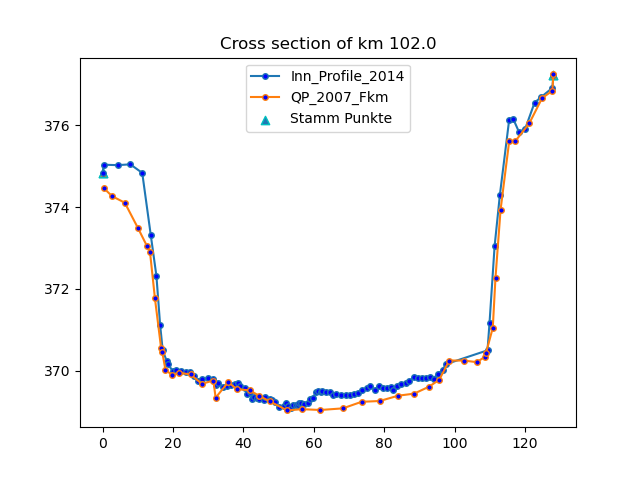 Cross section of km 102.0
Inn_Profile_2014
QP_2007_Fkm
Stamm Punkte
376
374
372
370
0 20 40 60 80 100 120